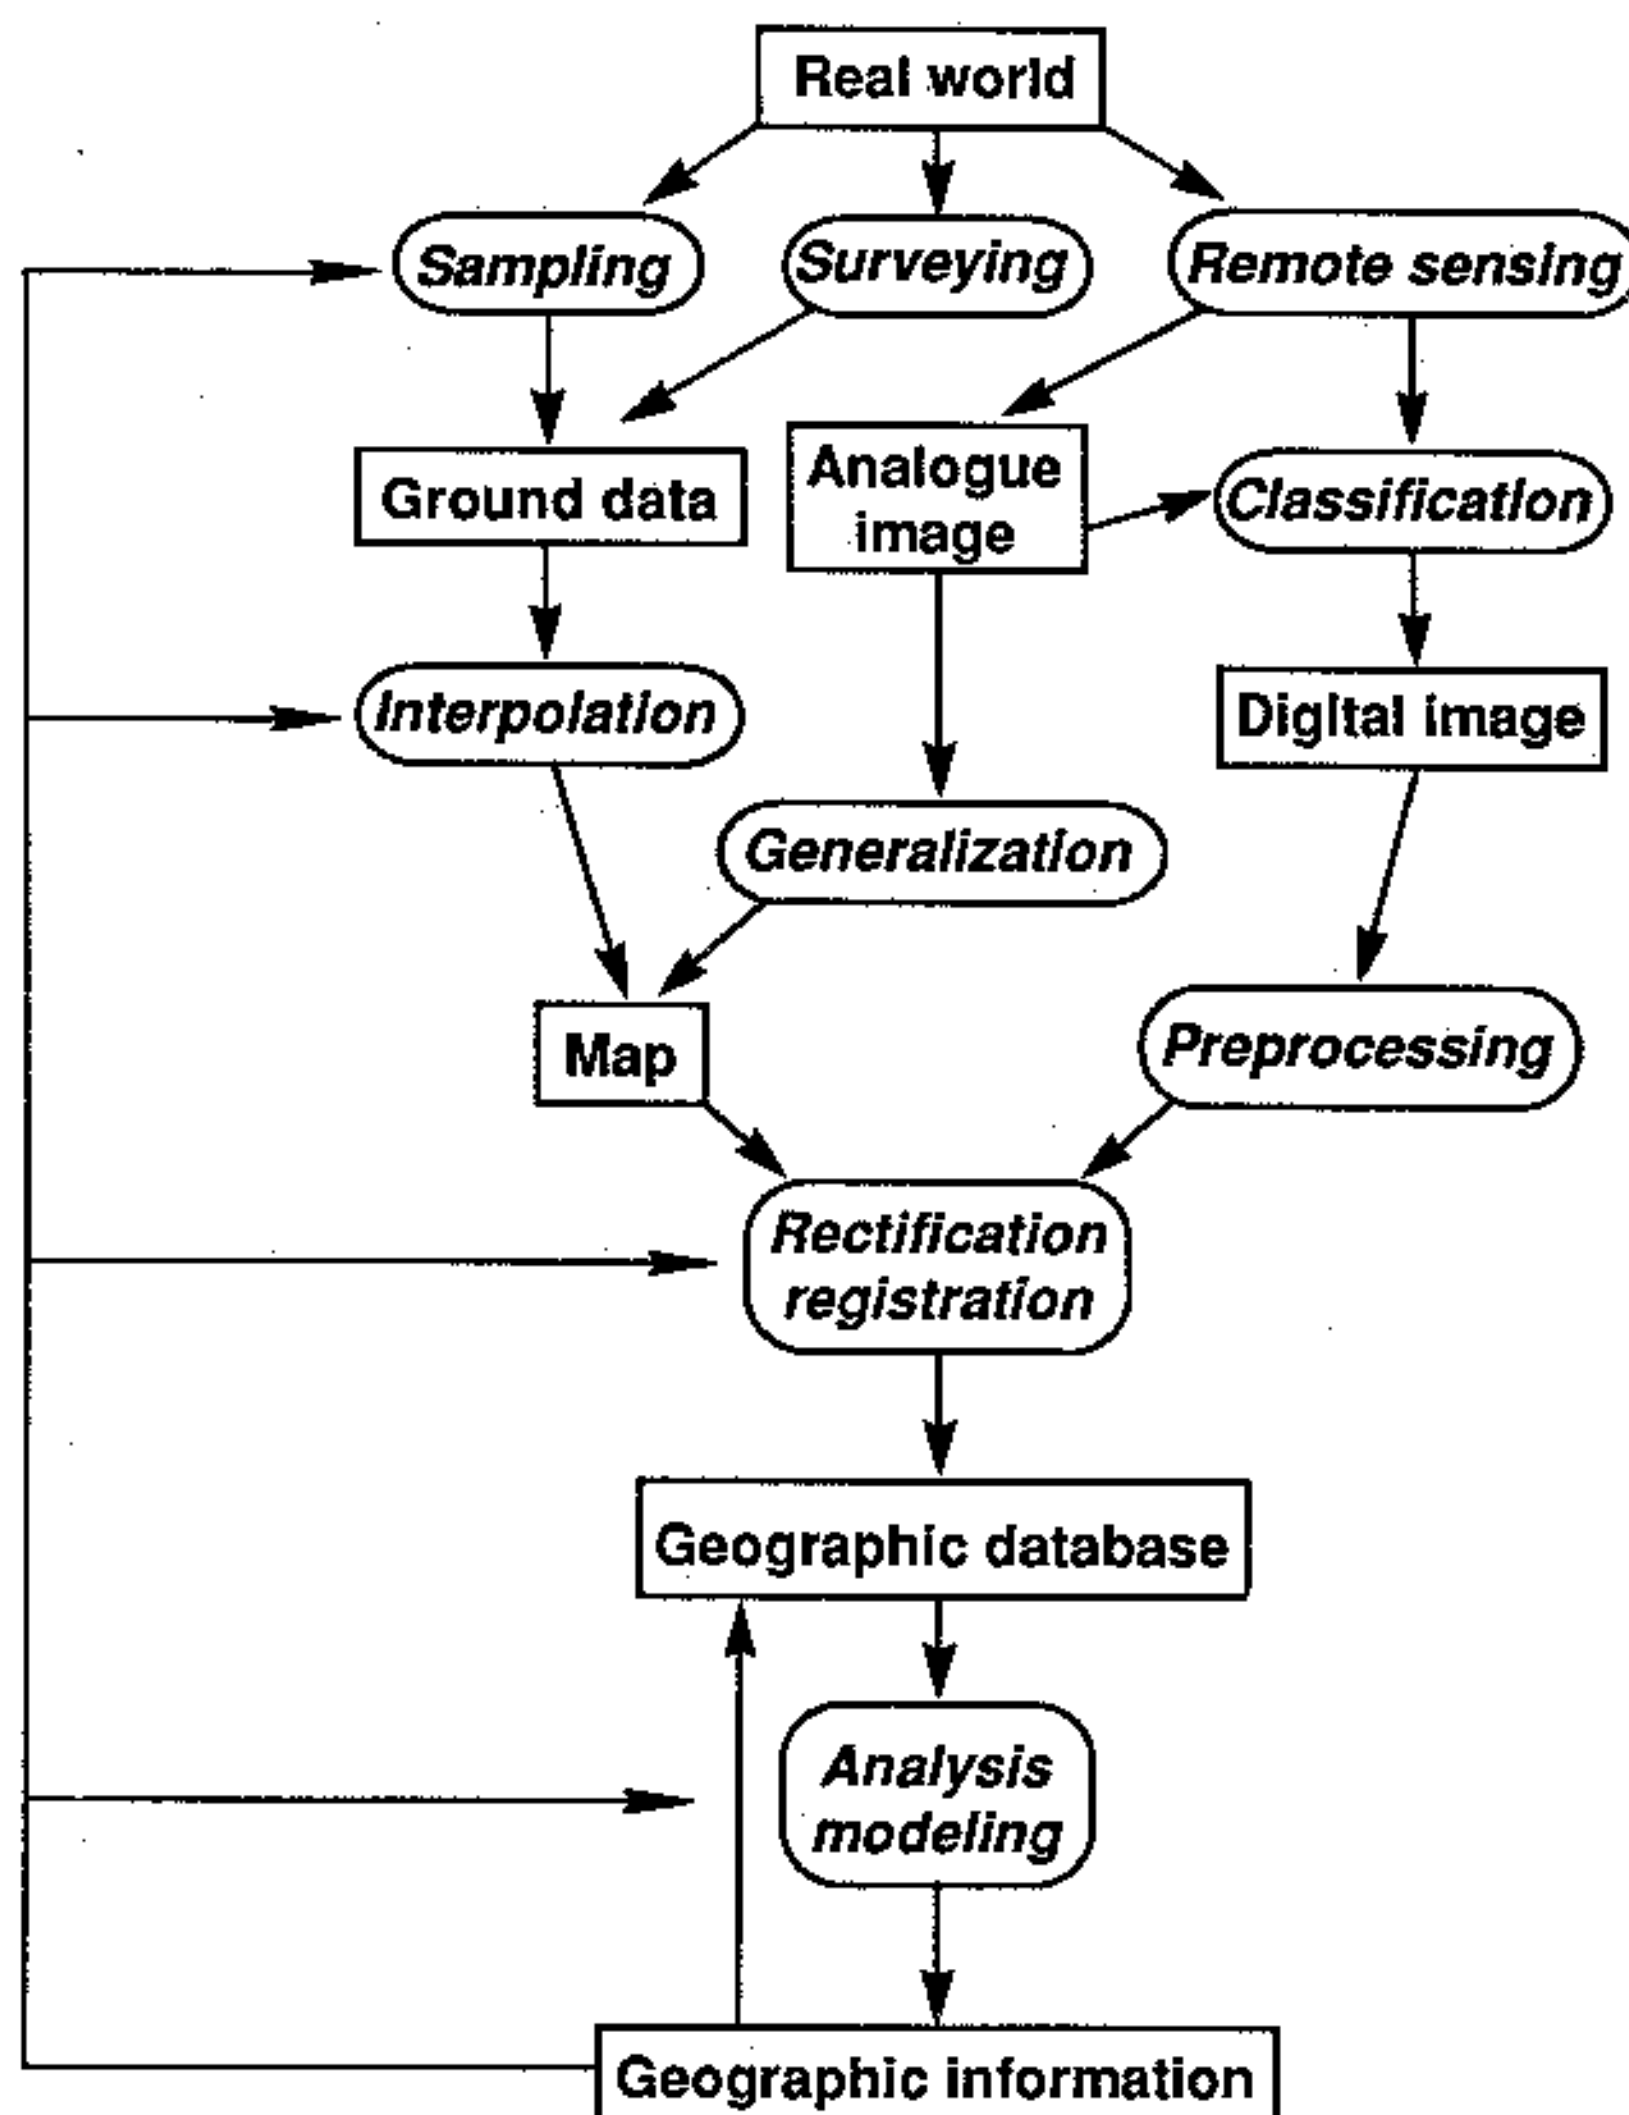 Real world
Sampling
Surveying
Remote sensing
Ground data
Analogue
image
Classification
Interpolation
Digital image
Generalization
Map
Preprocessing
Rectification
registration
Geographic database
Analysis
modeling
Geographic information